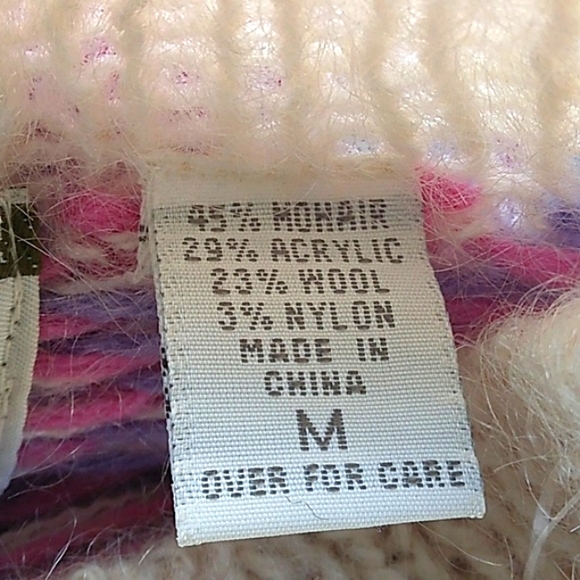 45% MOHAIR
29% ACRYLIC
23% WOOL
3% NYLON
MADE IN
CHINA
M
OVER FOR CARE